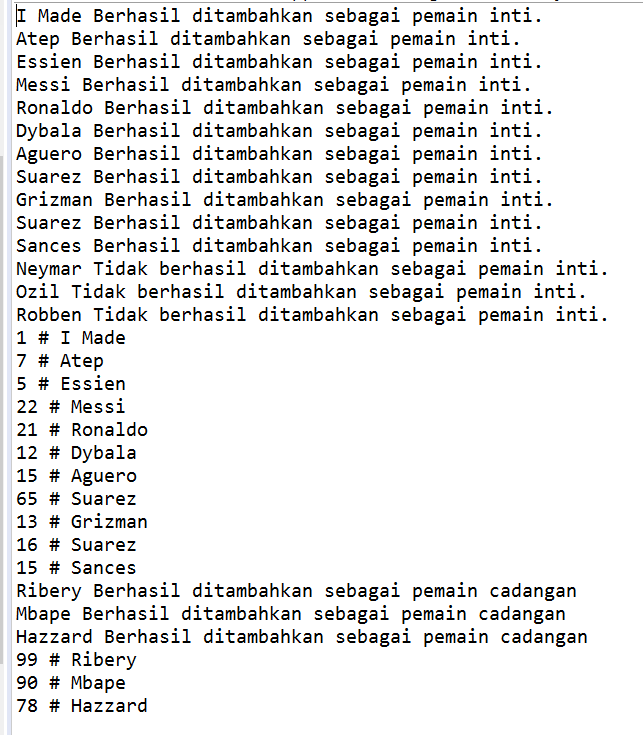 I Made Berhasil ditambahkan sebagai pemain inti.
Atep Berhasil ditambahkan sebagai pemain inti.
Essien Berhasil ditambahkan sebagai pemain inti.
Messi Berhasil ditambahkan sebagai pemain inti.
Ronaldo Berhasil ditambahkan sebagai pemain inti.
Dybala Berhasil ditambahkan sebagai pemain inti.
Aguero Berhasil ditambahkan sebagai pemain inti.
Suarez Berhasil ditambahkan sebagai pemain inti.
Grizman Berhasil ditambahkan sebagai pemain inti.
Suarez Berhasil ditambahkan sebagai pemain inti.
Sances Berhasil ditambahkan sebagai pemain inti.
Neymar Tidak berhasil ditambahkan sebagai pemain inti.
Ozil Tidak berhasil ditambahkan sebagai pemain inti.
Robben Tidak berhasil ditambahkan sebagai pemain inti.
1 # I Made
7 # Atep
5 # Essien
22 # Messi
21 # Ronaldo
12 # Dybala
15 # Aguero
65 # Suarez
13 # Grizman
16 # Suarez
15 # Sances
Ribery Berhasil ditambahkan sebagai pemain cadangan
Mbape Berhasil ditambahkan sebagai pemain cadangan
Hazzard Berhasil ditambahkan sebagai pemain cadangan
99 # Ribery
90 # Mbape
78 # Hazzard